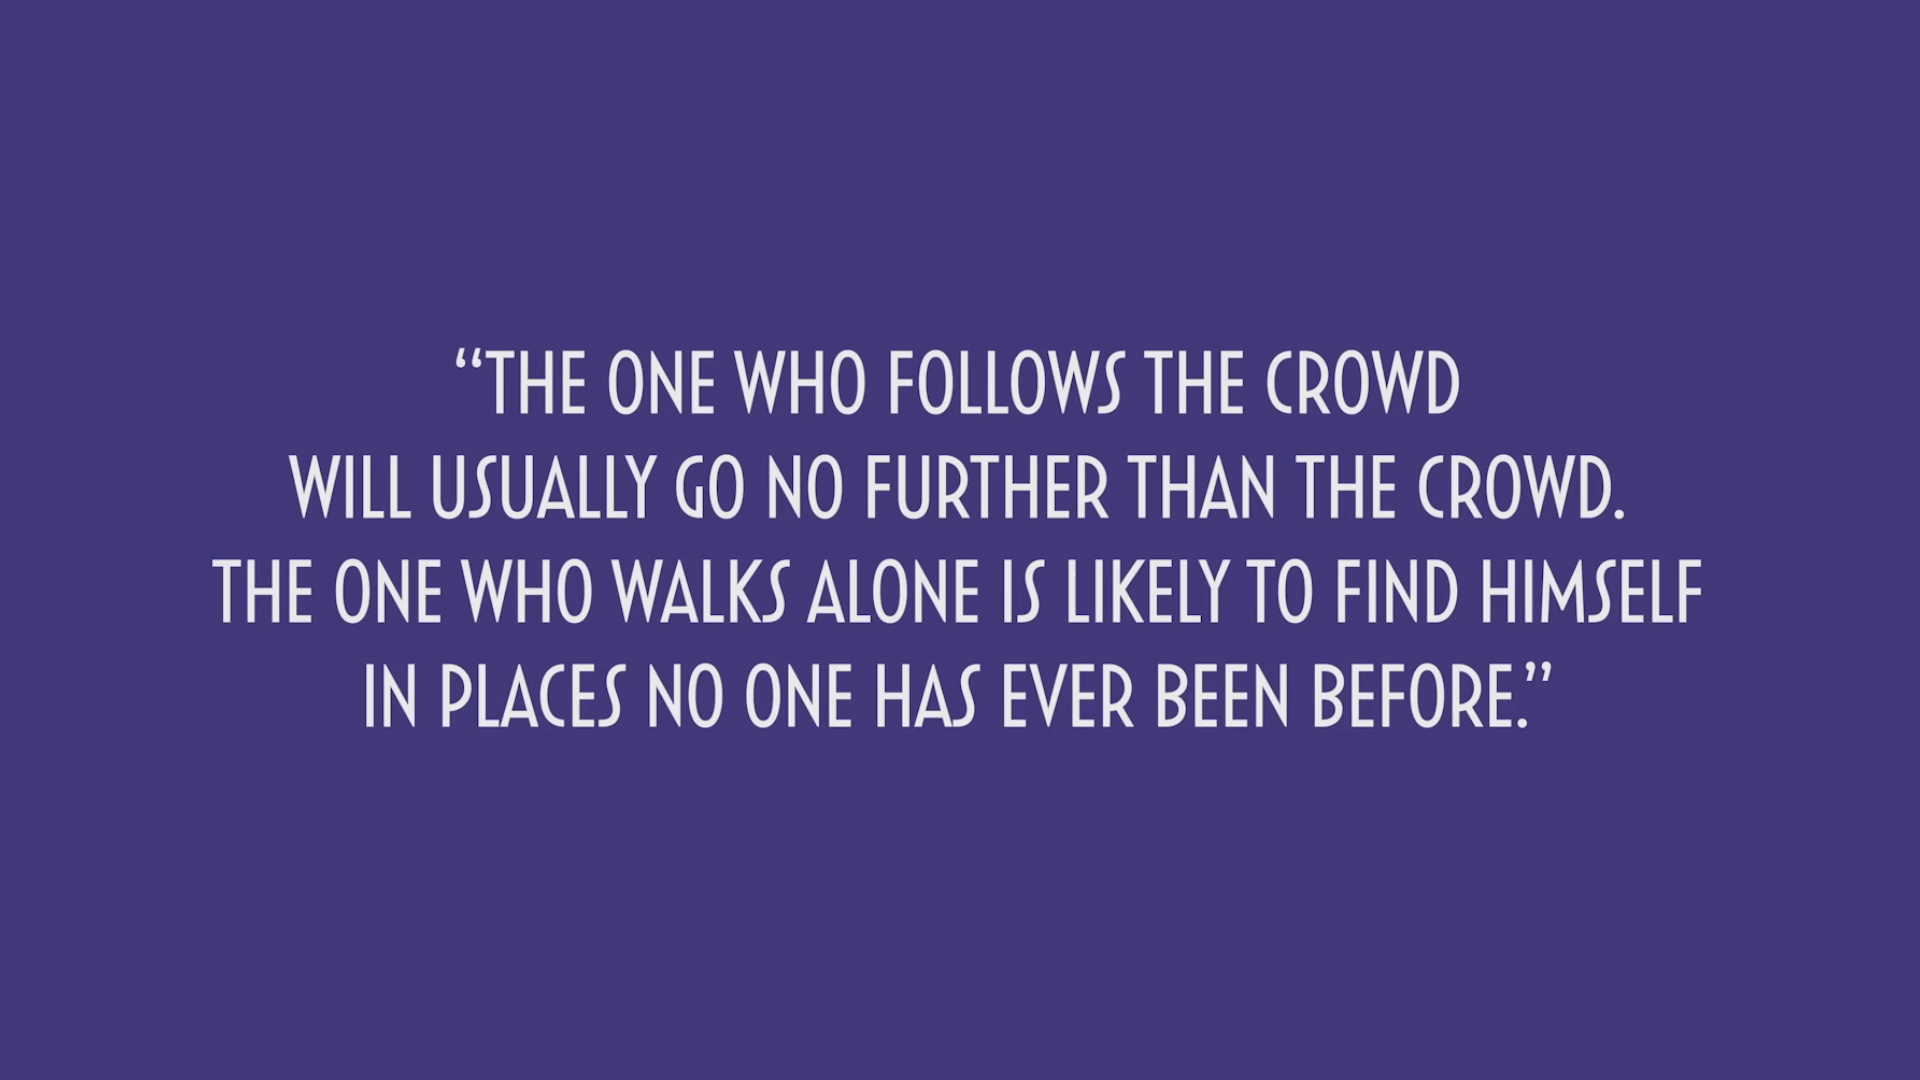 “THE ONE WHO FOLLOWS THE CROWD
WILL USUALLY GO NO FURTHER THAN THE CROWD.
THE ONE WHO WALKS ALONE IS LIKELY TO FIND HIMSELF
IN PLACES NO ONE HAS EVER BEEN BEFORE.”